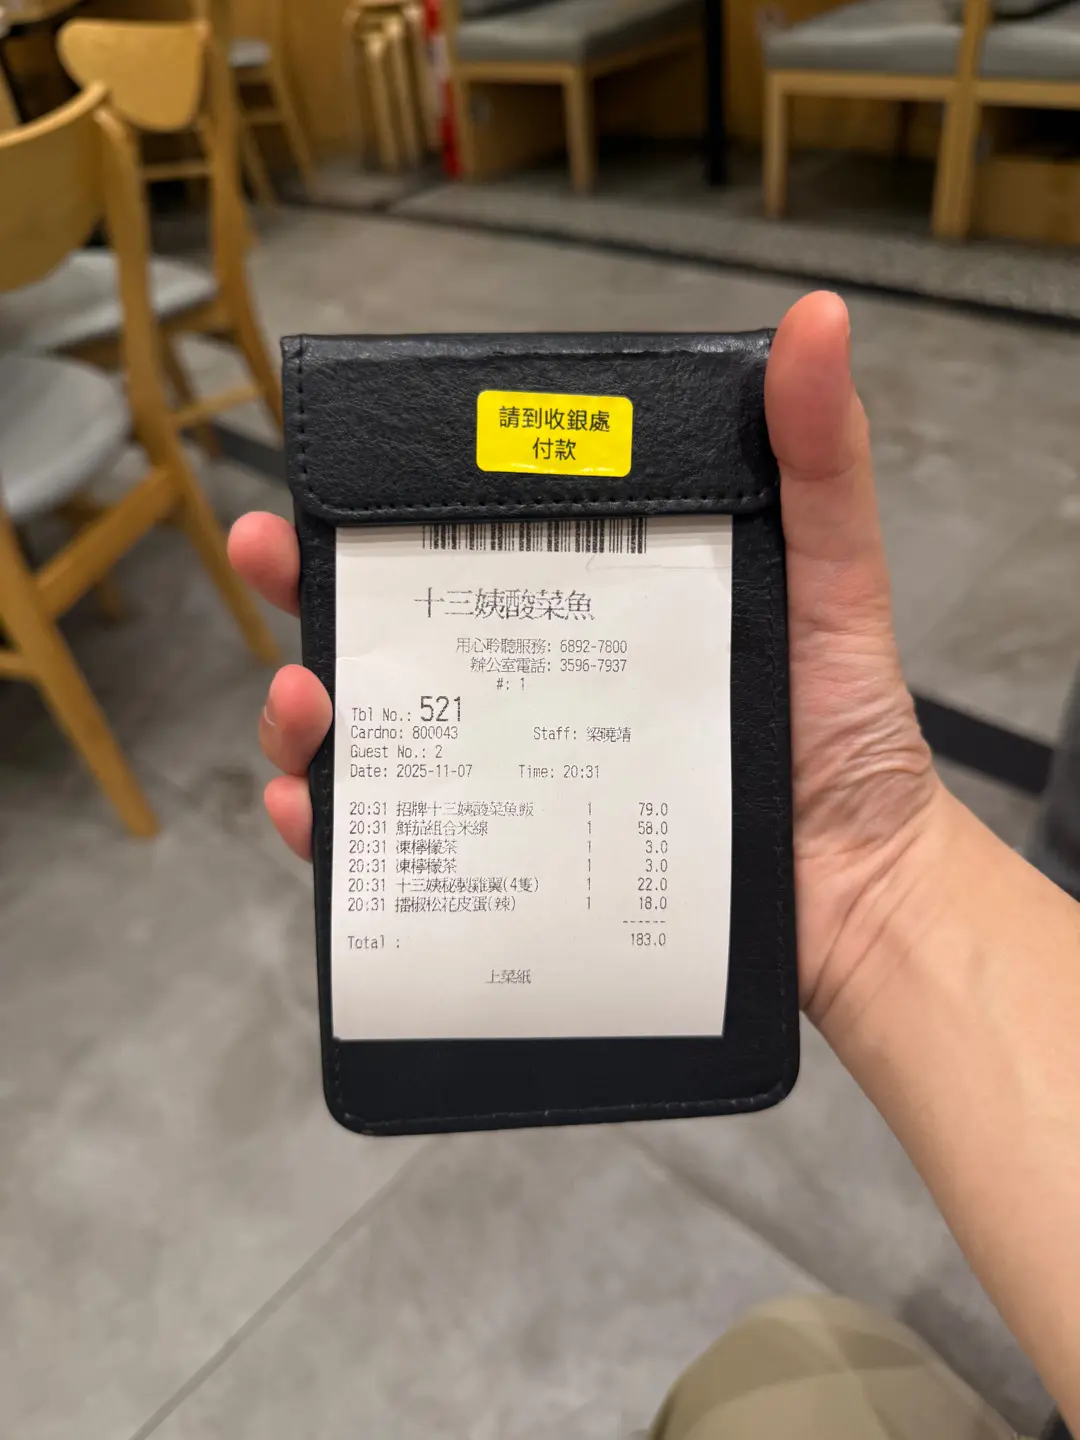 請到收銀處
付款
十三姨酸菜魚
用心聆聽服務: 6892-7800
辦公室電話: 3596-7937
#: 1
Tbl No.: 521
Cardno: 800043 Staff: 梁曉靖
Guest No.: 2
Date: 2025-11-07 Time: 20:31
20:31 招牌十三姨酸菜魚飯 1 79.0
20:31 鮮茄組合米線 1 58.0
20:31 凍檸檬茶 1 3.0
20:31 凍檸檬茶 1 3.0
20:31 十三姨秘製雞翼(4隻) 1 22.0
20:31 擂椒松花皮蛋(辣) 1 18.0
------
Total : 183.0
上菜紙